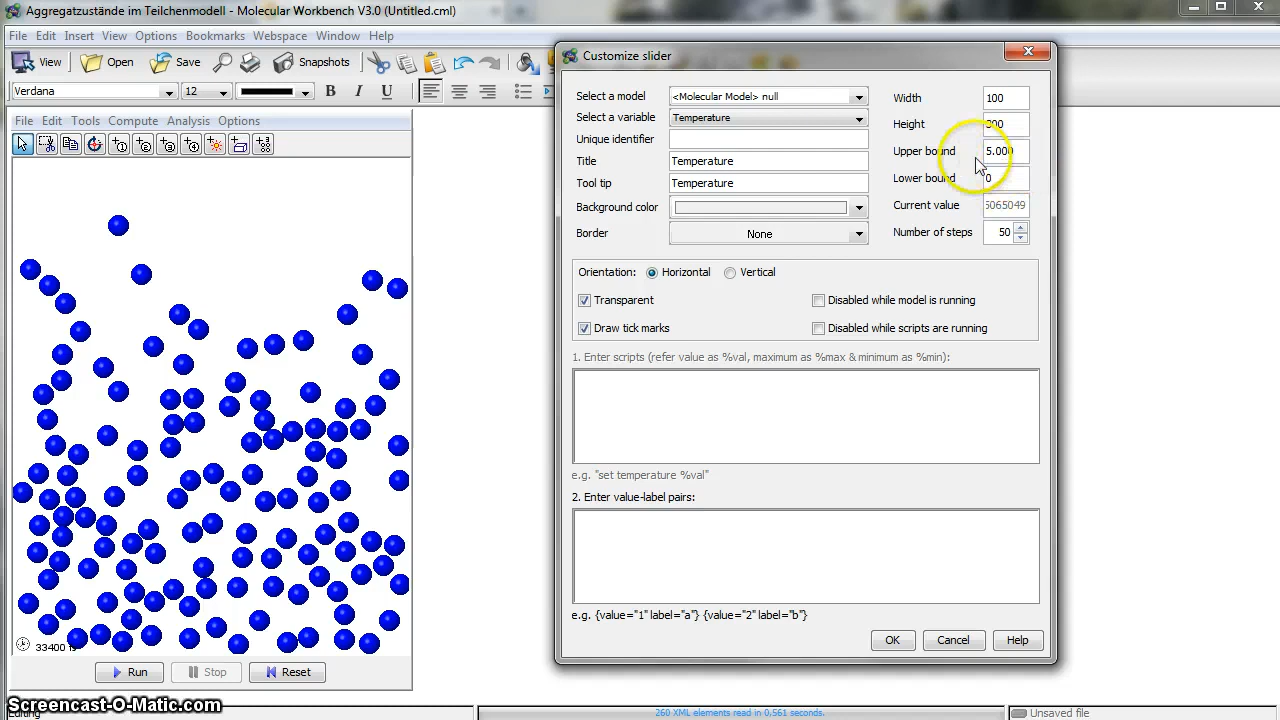 Aggregatzustände im Teilchenmodell - Molecular Workbench V3.0 (Untitled.cml)
File Edit Insert View Options Bookmarks Webspace Window Help
View Open Save Snapshots
Verdana 12 B I U
File Edit Tools Compute Analysis Options
33400
Run Stop Reset
Customize slider
Select a model <Molecular Model> null
Select a variable Temperature
Unique identifier
Title Temperature
Tool tip Temperature
Background color
Border None
Width 100
Height
Upper bound 5.000
Lower bound 0
Current value 5065049
Number of steps 50
Orientation: Horizontal Vertical
Transparent Disabled while model is running
Draw tick marks Disabled while scripts are running
1. Enter scripts (refer value as %val, maximum as %max & minimum as %min):
e.g. "set temperature %val"
2. Enter value-label pairs:
e.g. {value="1" label="a"} {value="2" label="b"}
OK Cancel Help
Screencast-O-Matic.com
Editing
260 XML elements read in 0,561 seconds.
Unsaved file